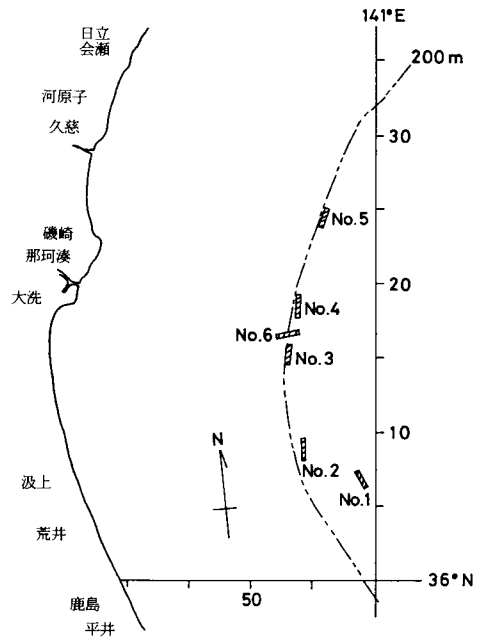 日立
会瀬
河原子
久慈
磯崎
那珂湊
大洗
汲上
荒井
鹿島
平井
141°E
200m
30
No.5
20
No.4
No.6
No.3
10
No.2
No.1
N
36°N
50